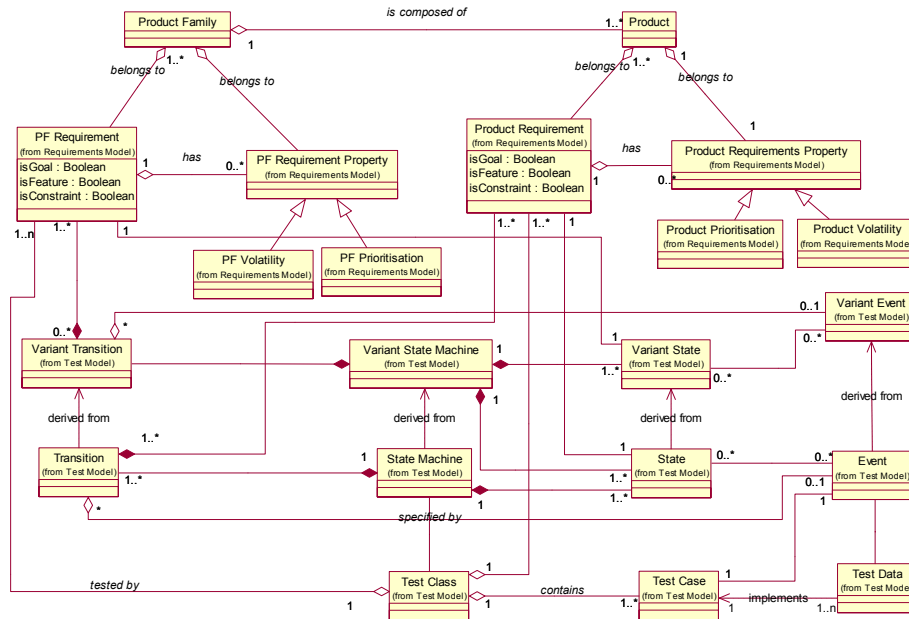 is composed of
Product Family
Product
1
1..*
1..*
belongs to
belongs to
1..*
1
belongs to
belongs to
PF Requirement
(from Requirements Model)
isGoal : Boolean
isFeature : Boolean
isConstraint : Boolean
1
has
0..*
PF Requirement Property
(from Requirements Model)
Product Requirement
(from Requirements Model)
isGoal : Boolean
isFeature : Boolean
isConstraint : Boolean
1
has
0..*
1
Product Requirements Property
(from Requirements Model)
1..n
1..*
1
PF Volatility
(from Requirements Model)
PF Prioritisation
(from Requirements Model)
1..*
1..*
1
Product Prioritisation
(from Requirements Model)
Product Volatility
(from Requirements Model)
0..*
*
0..1
Variant Event
(from Test Model)
0..*
Variant Transition
(from Test Model)
Variant State Machine
(from Test Model)
1
1
1..*
1
Variant State
(from Test Model)
0..*
derived from
derived from
derived from
derived from
1..*
Transition
(from Test Model)
1..*
1
State Machine
(from Test Model)
1
1
1..*
1..*
State
(from Test Model)
0..*
0..*
Event
(from Test Model)
0..1
1
*
specified by
tested by
1
Test Class
(from Test Model)
1
1
contains
1..*
Test Case
(from Test Model)
1
1
implements
1..n
Test Data
(from Test Model)